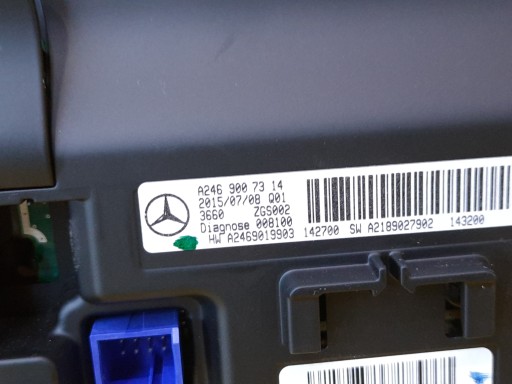 A246 900 73 14
2015/07/08 Q01
3660 ZGS002
Diagnose 008100
HW A2469019903 142700 SW A2189027902 143200